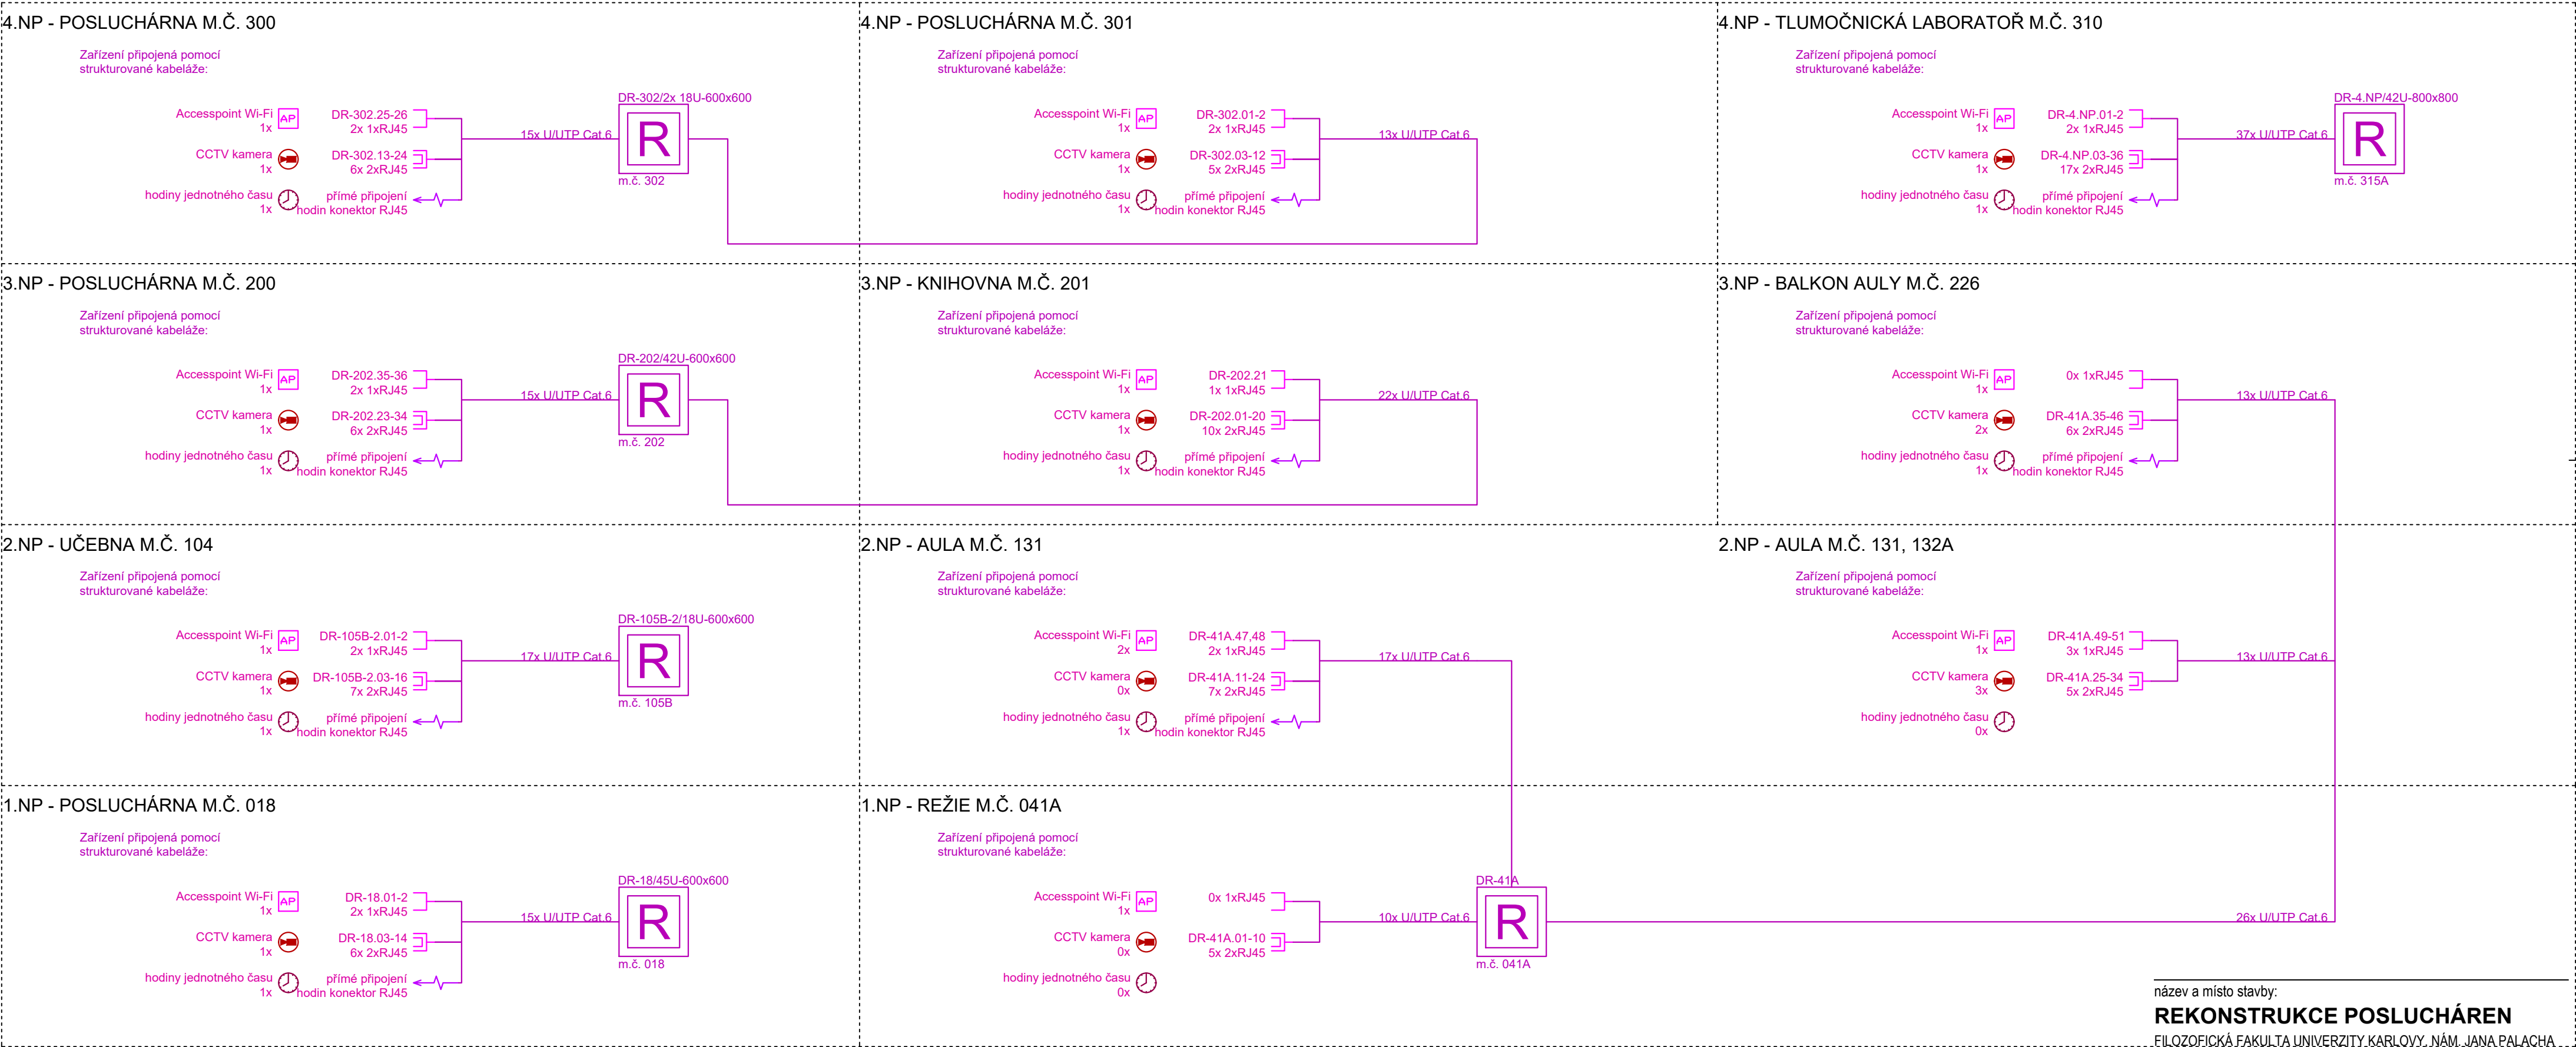 4.NP - POSLUCHÁRNA M.Č. 300
Zařízení připojená pomocí
strukturované kabeláže:
Accesspoint Wi-Fi
1x
AP
DR-302.25-26
2x 1xRJ45
CCTV kamera
1x
DR-302.13-24
6x 2xRJ45
hodiny jednotného času
1x
přímé připojení
hodin konektor RJ45
15x U/UTP Cat.6
DR-302/2x 18U-600x600
R
m.č. 302
4.NP - POSLUCHÁRNA M.Č. 301
Zařízení připojená pomocí
strukturované kabeláže:
Accesspoint Wi-Fi
1x
AP
DR-302.01-2
2x 1xRJ45
CCTV kamera
1x
DR-302.03-12
5x 2xRJ45
hodiny jednotného času
1x
přímé připojení
hodin konektor RJ45
13x U/UTP Cat.6
4.NP - TLUMOČNICKÁ LABORATOŘ M.Č. 310
Zařízení připojená pomocí
strukturované kabeláže:
Accesspoint Wi-Fi
1x
AP
DR-4.NP.01-2
2x 1xRJ45
CCTV kamera
1x
DR-4.NP.03-36
17x 2xRJ45
hodiny jednotného času
1x
přímé připojení
hodin konektor RJ45
37x U/UTP Cat.6
DR-4.NP/42U-800x800
R
m.č. 315A
3.NP - POSLUCHÁRNA M.Č. 200
Zařízení připojená pomocí
strukturované kabeláže:
Accesspoint Wi-Fi
1x
AP
DR-202.35-36
2x 1xRJ45
CCTV kamera
1x
DR-202.23-34
6x 2xRJ45
hodiny jednotného času
1x
přímé připojení
hodin konektor RJ45
15x U/UTP Cat.6
DR-202/42U-600x600
R
m.č. 202
3.NP - KNIHOVNA M.Č. 201
Zařízení připojená pomocí
strukturované kabeláže:
Accesspoint Wi-Fi
1x
AP
DR-202.21
1x 1xRJ45
CCTV kamera
1x
DR-202.01-20
10x 2xRJ45
hodiny jednotného času
1x
přímé připojení
hodin konektor RJ45
22x U/UTP Cat.6
3.NP - BALKON AULY M.Č. 226
Zařízení připojená pomocí
strukturované kabeláže:
Accesspoint Wi-Fi
1x
AP
0x 1xRJ45
CCTV kamera
2x
DR-41A.35-46
6x 2xRJ45
hodiny jednotného času
1x
přímé připojení
hodin konektor RJ45
13x U/UTP Cat.6
2.NP - UČEBNA M.Č. 104
Zařízení připojená pomocí
strukturované kabeláže:
Accesspoint Wi-Fi
1x
AP
DR-105B-2.01-2
2x 1xRJ45
CCTV kamera
1x
DR-105B-2.03-16
7x 2xRJ45
hodiny jednotného času
1x
přímé připojení
hodin konektor RJ45
17x U/UTP Cat.6
DR-105B-2/18U-600x600
R
m.č. 105B
2.NP - AULA M.Č. 131
Zařízení připojená pomocí
strukturované kabeláže:
Accesspoint Wi-Fi
2x
AP
DR-41A.47,48
2x 1xRJ45
CCTV kamera
0x
DR-41A.11-24
7x 2xRJ45
hodiny jednotného času
1x
přímé připojení
hodin konektor RJ45
17x U/UTP Cat.6
2.NP - AULA M.Č. 131, 132A
Zařízení připojená pomocí
strukturované kabeláže:
Accesspoint Wi-Fi
1x
AP
DR-41A.49-51
3x 1xRJ45
CCTV kamera
3x
DR-41A.25-34
5x 2xRJ45
hodiny jednotného času
0x
13x U/UTP Cat.6
1.NP - POSLUCHÁRNA M.Č. 018
Zařízení připojená pomocí
strukturované kabeláže:
Accesspoint Wi-Fi
1x
AP
DR-18.01-2
2x 1xRJ45
CCTV kamera
1x
DR-18.03-14
6x 2xRJ45
hodiny jednotného času
1x
přímé připojení
hodin konektor RJ45
15x U/UTP Cat.6
DR-18/45U-600x600
R
m.č. 018
1.NP - REŽIE M.Č. 041A
Zařízení připojená pomocí
strukturované kabeláže:
Accesspoint Wi-Fi
1x
AP
0x 1xRJ45
CCTV kamera
0x
DR-41A.01-10
5x 2xRJ45
hodiny jednotného času
0x
10x U/UTP Cat.6
DR-41A
R
m.č. 041A
26x U/UTP Cat.6
název a místo stavby:
REKONSTRUKCE POSLUCHÁREN
FILOZOFICKÁ FAKULTA UNIVERZITY KARLOVY, NÁM. JANA PALACHA